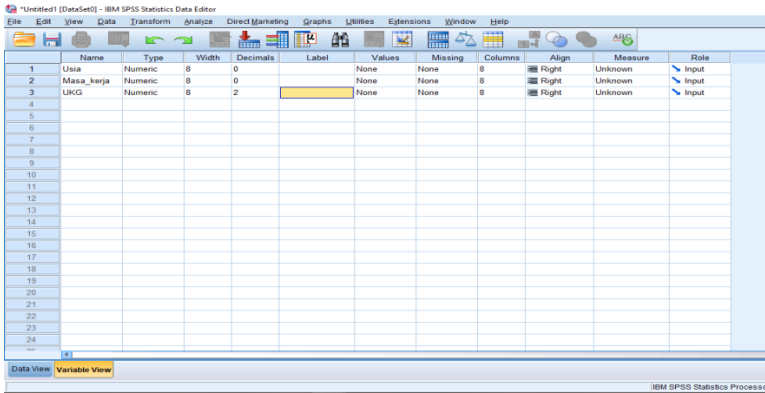 *Untitled1 [DataSet0] - IBM SPSS Statistics Data Editor
File Edit View Data Transform Analyze Direct Marketing Graphs Utilities Extensions Window Help
Name Type Width Decimals Label Values Missing Columns Align Measure Role
1 Usia Numeric 8 0 None None 8 Right Unknown Input
2 Masa_kerja Numeric 8 0 None None 8 Right Unknown Input
3 UKG Numeric 8 2 None None 8 Right Unknown Input
4
5
6
7
8
9
10
11
12
13
14
15
16
17
18
19
20
21
22
23
24
Data View Variable View
IBM SPSS Statistics Process